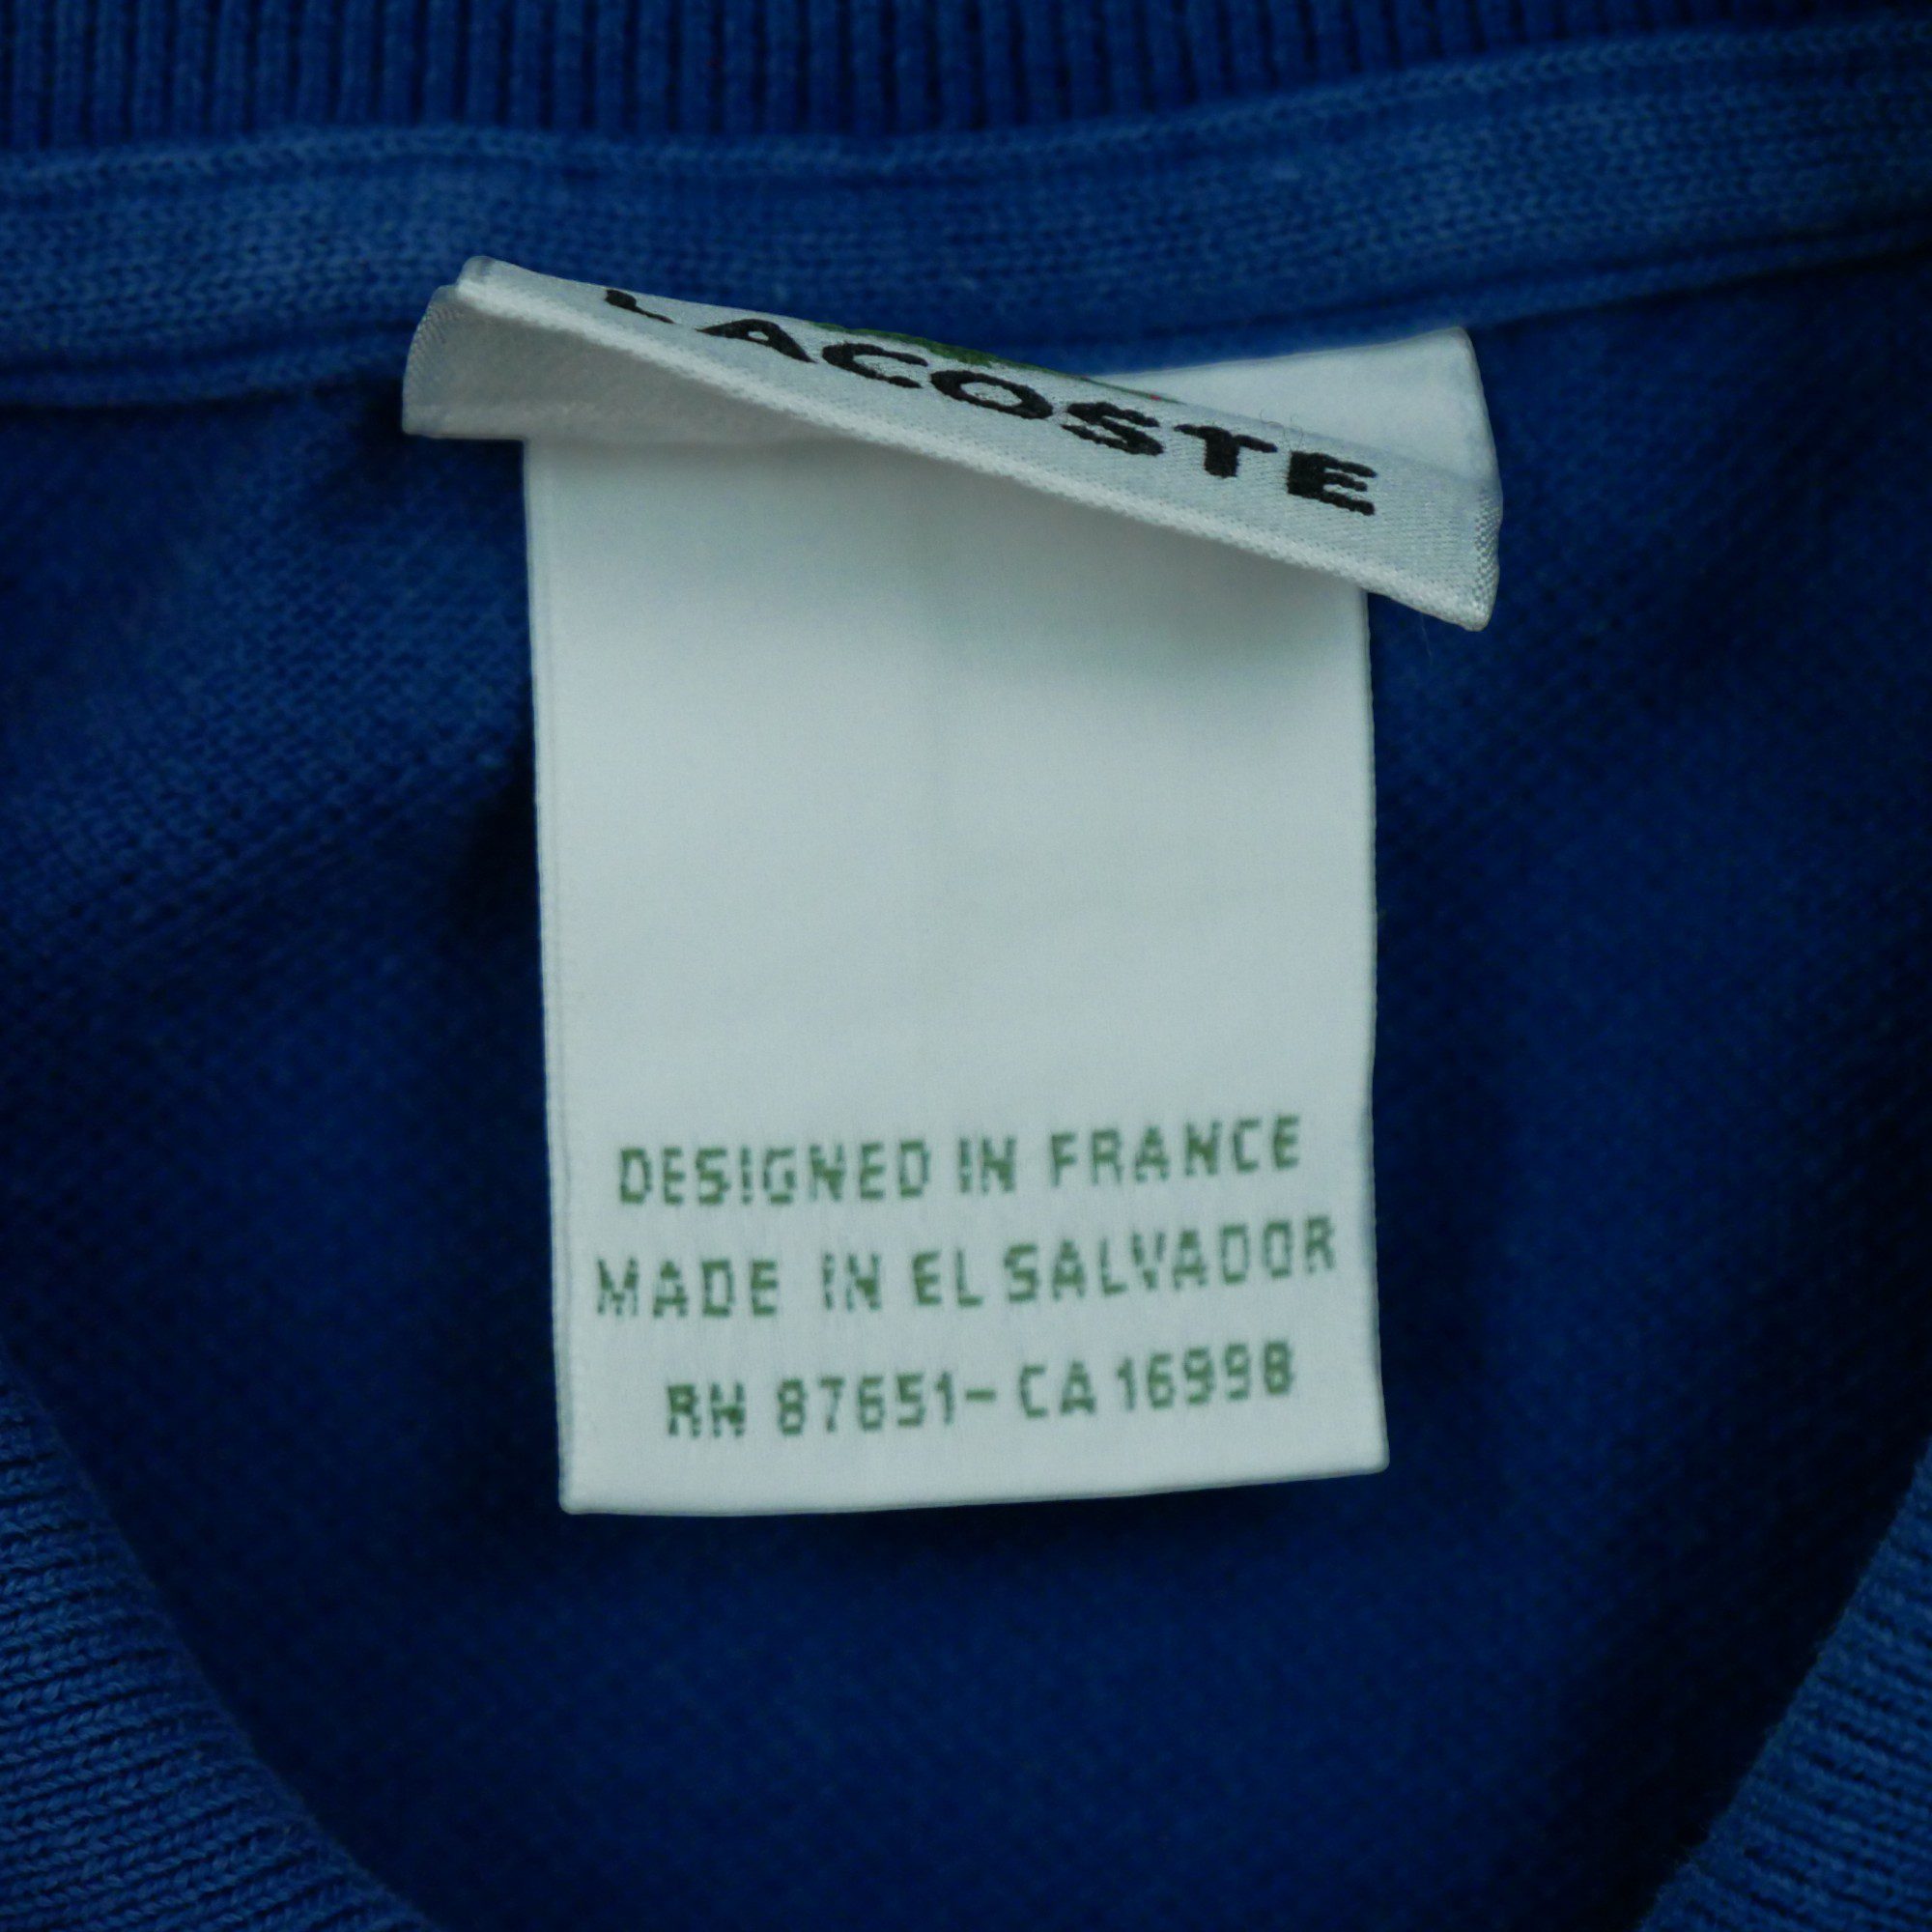 LACOSTE
DESIGNED IN FRANCE
MADE IN EL SALVADOR
RN 87651-CA 16998